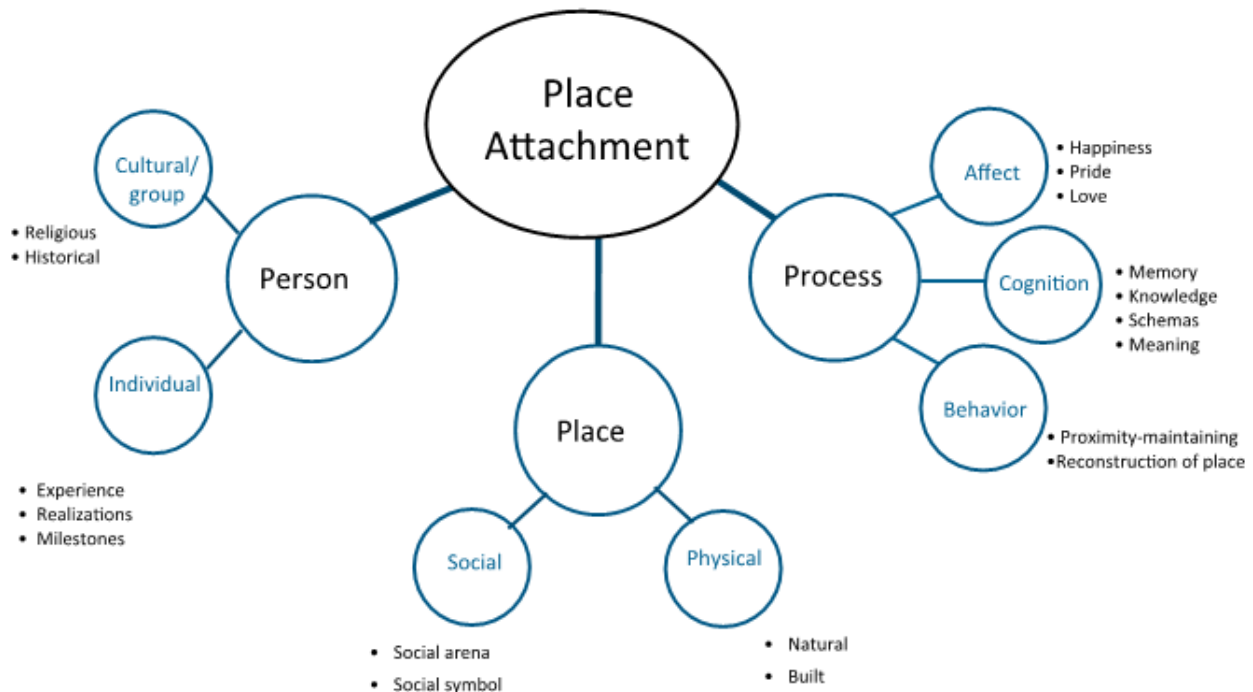 Place
Attachment
Cultural/
group
• Religious
• Historical
Person
Individual
• Experience
• Realizations
• Milestones
Place
Social
• Social arena
• Social symbol
Physical
• Natural
• Built
Process
Affect
• Happiness
• Pride
• Love
Cognition
• Memory
• Knowledge
• Schemas
• Meaning
Behavior
• Proximity-maintaining
•Reconstruction of place